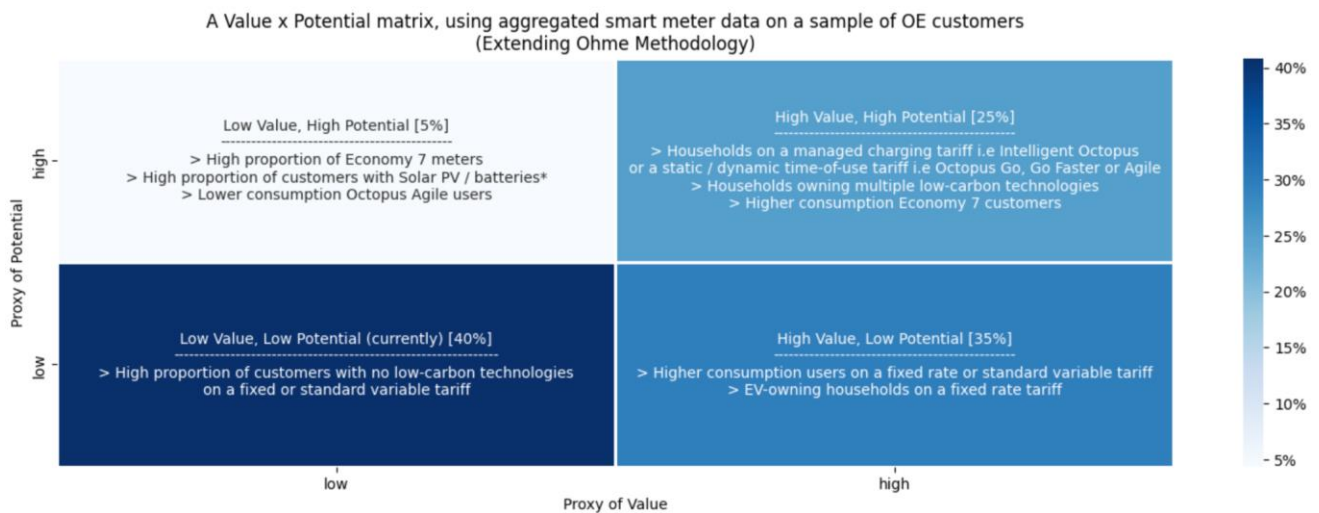 A Value x Potential matrix, using aggregated smart meter data on a sample of OE customers
(Extending Ohme Methodology)
Proxy of Potential
high
low
Low Value, High Potential [5%]
> High proportion of Economy 7 meters
> High proportion of customers with Solar PV / batteries*
> Lower consumption Octopus Agile users
High Value, High Potential [25%]
> Households on a managed charging tariff i.e Intelligent Octopus
or a static / dynamic time-of-use tariff i.e Octopus Go, Go Faster or Agile
> Households owning multiple low-carbon technologies
> Higher consumption Economy 7 customers
Low Value, Low Potential (currently) [40%]
> High proportion of customers with no low-carbon technologies
on a fixed or standard variable tariff
High Value, Low Potential [35%]
> Higher consumption users on a fixed rate or standard variable tariff
> EV-owning households on a fixed rate tariff
low
high
Proxy of Value
40%
35%
30%
25%
20%
15%
10%
5%